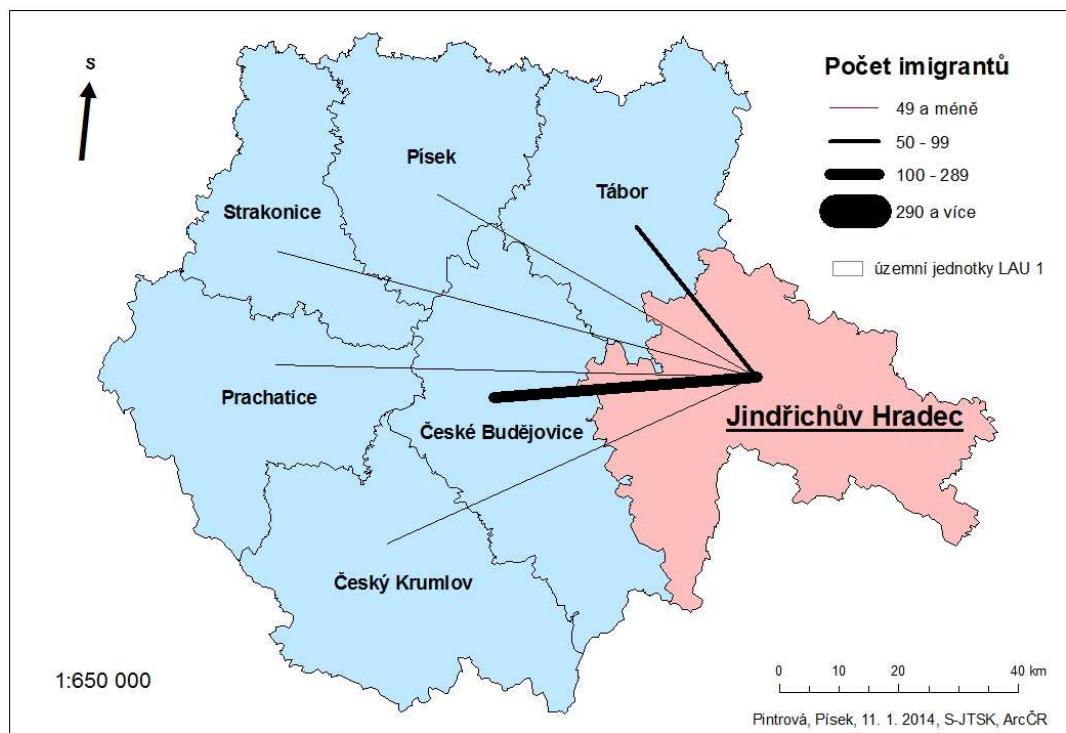 S
Počet imigrantů
49 a méně
50 - 99
100 - 289
290 a více
územní jednotky LAU 1
Písek
Tábor
Strakonice
Prachatice
České Budějovice
Jindřichův Hradec
Český Krumlov
1:650 000
0 10 20 40 km
Pintrová, Písek, 11. 1. 2014, S-JTSK, ArcČR